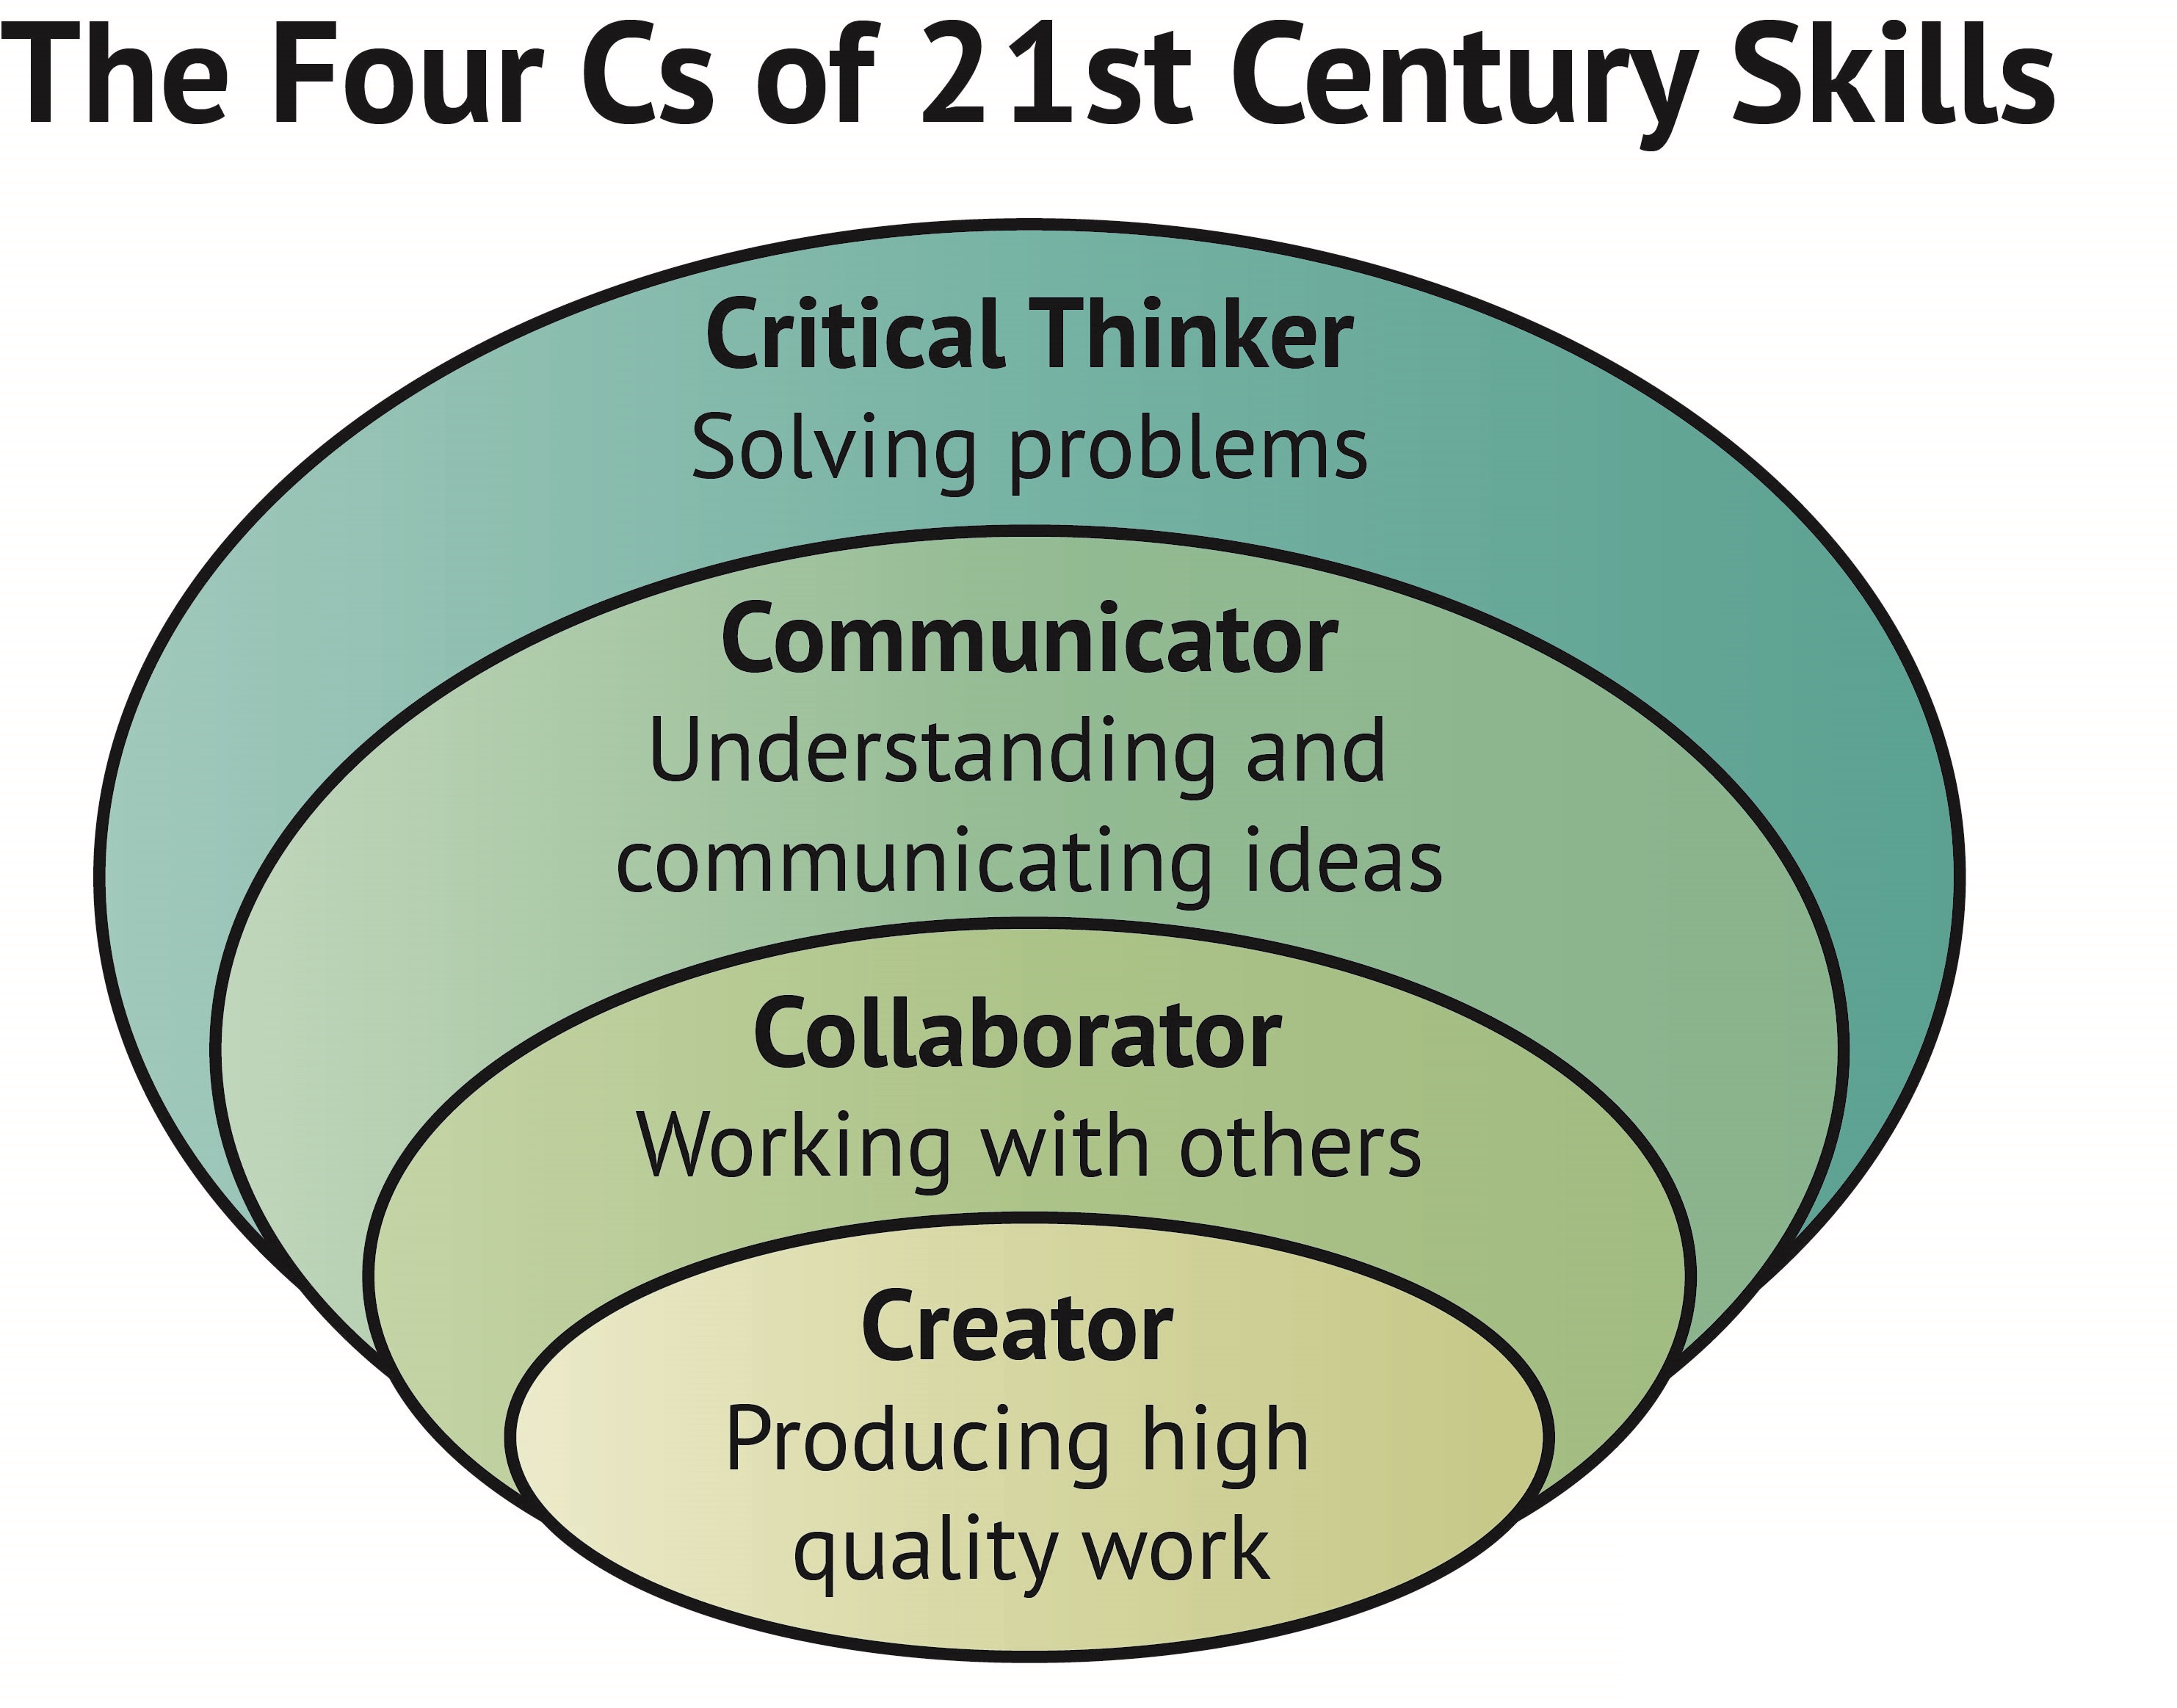 The Four Cs of 21st Century Skills
Critical Thinker
Solving problems
Communicator
Understanding and
communicating ideas
Collaborator
Working with others
Creator
Producing high
quality work